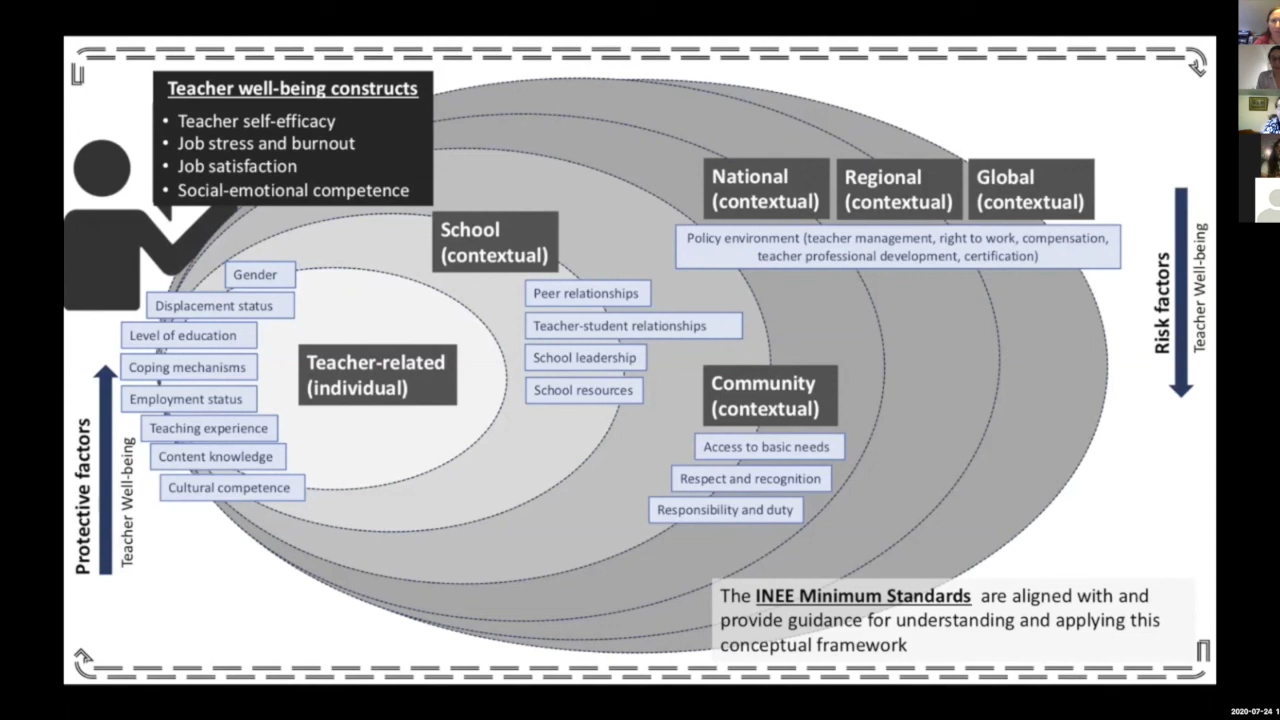 Teacher well-being constructs
• Teacher self-efficacy
• Job stress and burnout
• Job satisfaction
• Social-emotional competence
National
(contextual)
Regional
(contextual)
Global
(contextual)
Policy environment (teacher management, right to work, compensation,
teacher professional development, certification)
School
(contextual)
Peer relationships
Teacher-student relationships
School leadership
School resources
Gender
Displacement status
Level of education
Coping mechanisms
Employment status
Teaching experience
Content knowledge
Cultural competence
Teacher-related
(individual)
Community
(contextual)
Access to basic needs
Respect and recognition
Responsibility and duty
Protective factors
Teacher Well-being
Risk factors
Teacher Well-being
The INEE Minimum Standards are aligned with and
provide guidance for understanding and applying this
conceptual framework
2020-07-24 1